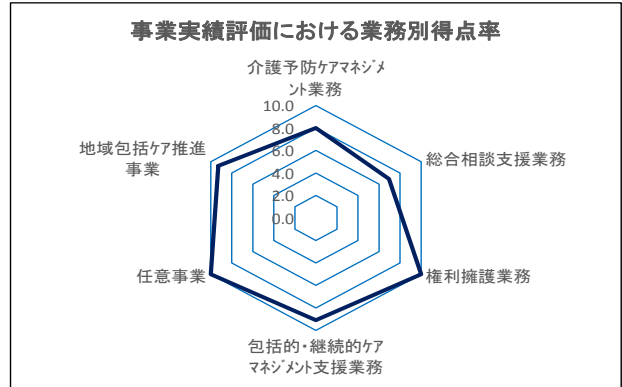 事業実績評価における業務別得点率
介護予防ケアマネジメ
ント業務
10.0
8.0
6.0
4.0
2.0
0.0
総合相談支援業務
権利擁護業務
包括的・継続的ケア
マネジメント支援業務
任意事業
地域包括ケア推進
事業